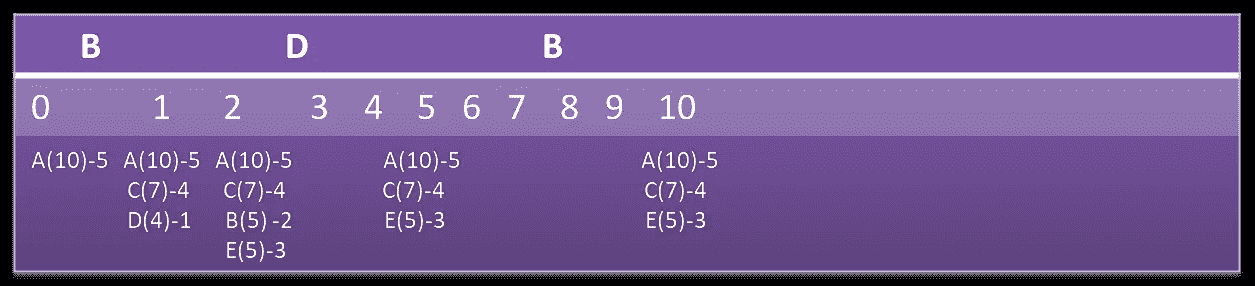 B D B
0 1 2 3 4 5 6 7 8 9 10
A(10)-5 A(10)-5 A(10)-5 A(10)-5 A(10)-5
C(7)-4 C(7)-4 C(7)-4 C(7)-4
D(4)-1 B(5) -2 E(5)-3 E(5)-3
E(5)-3